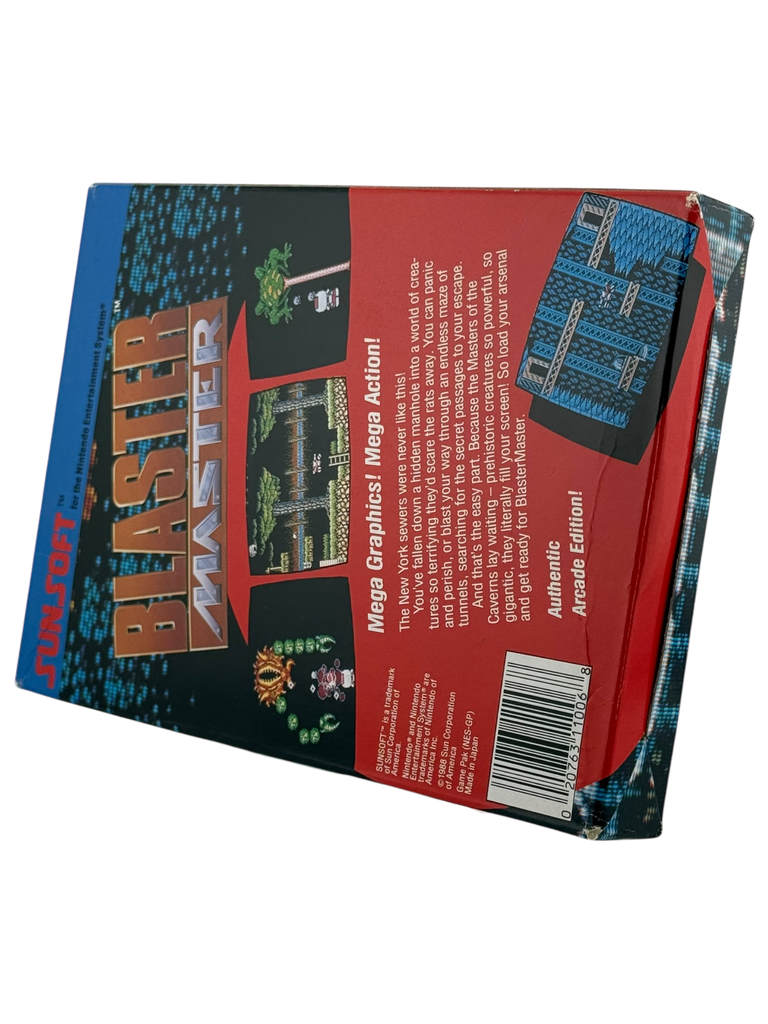 SUNSOFT™
for the Nintendo Entertainment System®
BLASTER™
MASTER™
Mega Graphics! Mega Action!
The New York sewers were never like this!
You've fallen down a hidden manhole into a world of crea-
tures so terrifying they'd scare the rats away. You can panic
and perish, or blast your way through an endless maze of
tunnels, searching for the secret passages to your escape.
And that's the easy part. Because the Masters of the
Caverns lay waiting – prehistoric creatures so powerful, so
gigantic, they literally fill your screen! So load your arsenal
and get ready for BlasterMaster.
Authentic
Arcade Edition!
SUNSOFT™ is a trademark
of Sun Corporation of
America.
Nintendo® and Nintendo
Entertainment System® are
trademarks of Nintendo of
America Inc.
©1988 Sun Corporation
of America
Game Pak (NES-GP)
Made in Japan
0 20763 11006 8